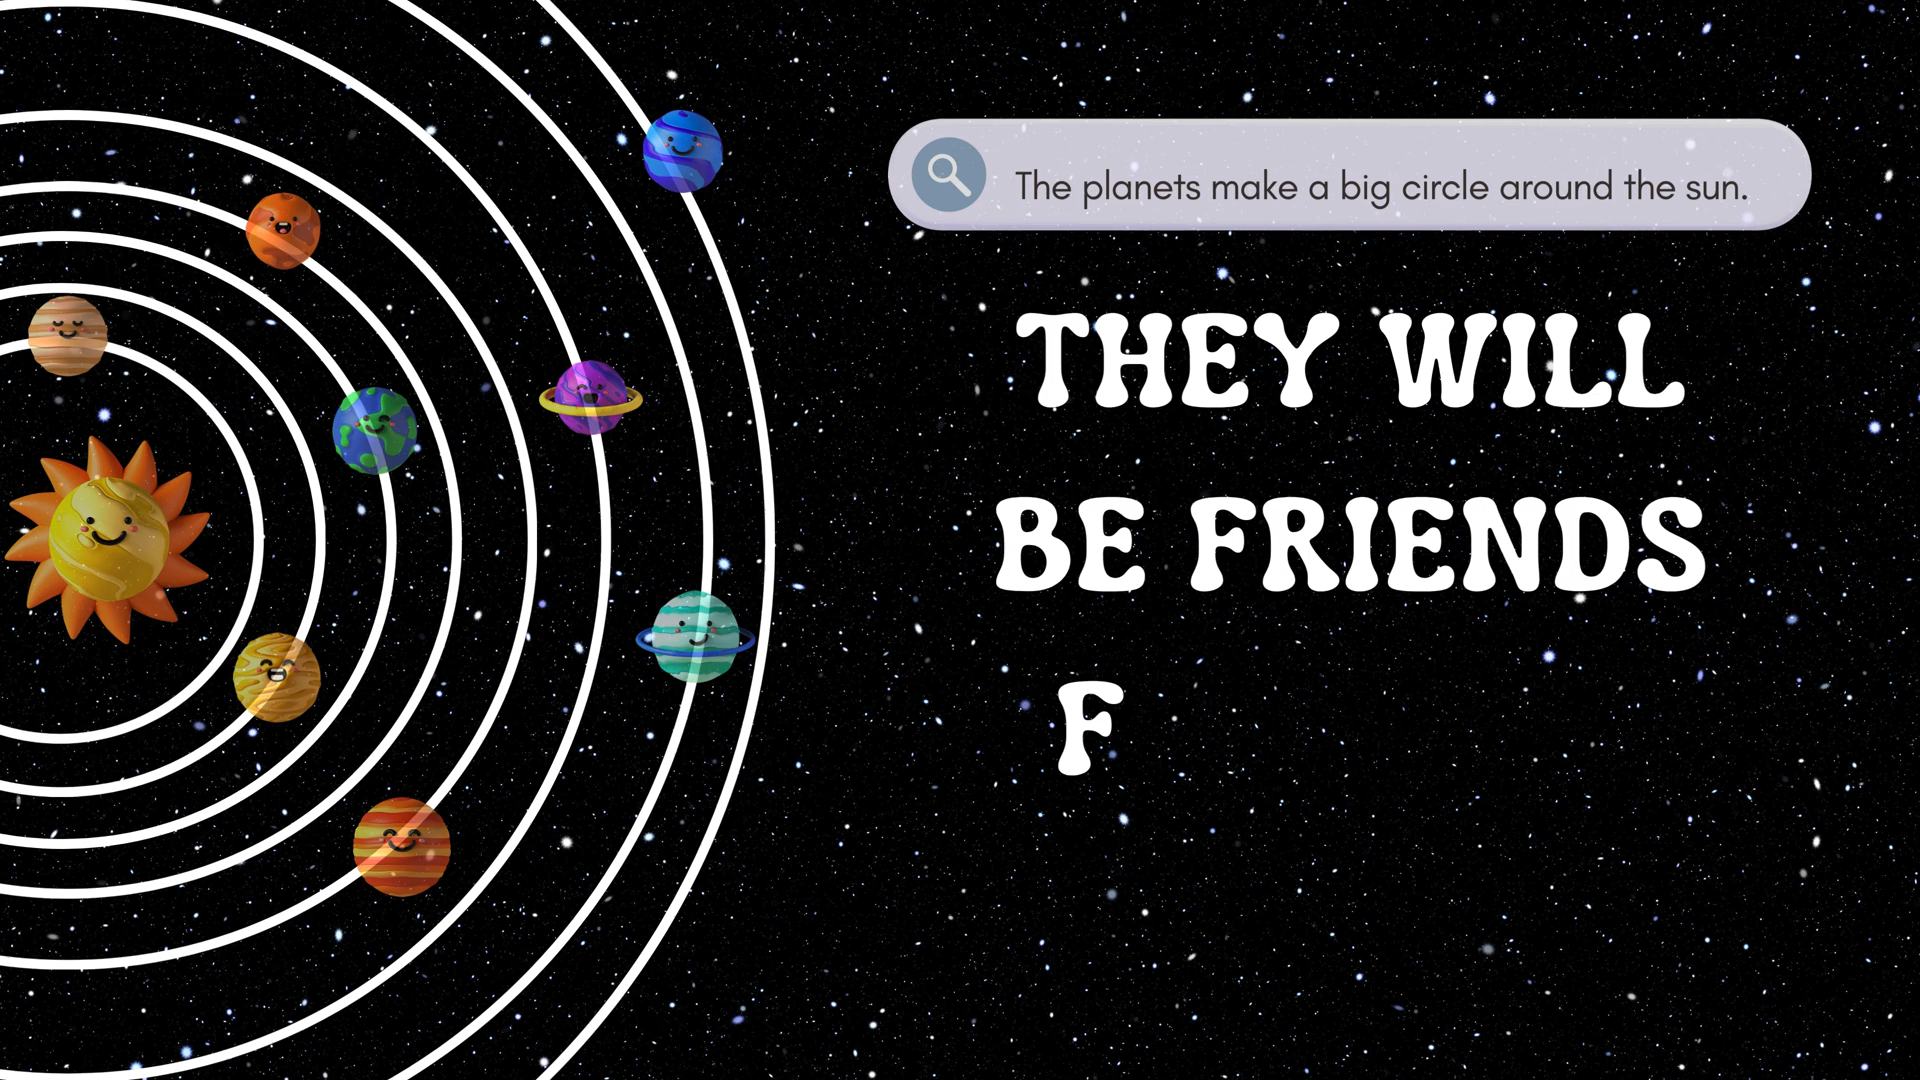 The planets make a big circle around the sun.
THEY WILL
BE FRIENDS
F